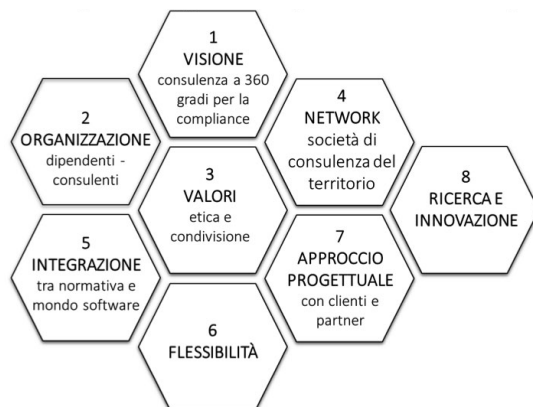 1
VISIONE
consulenza a 360
gradi per la
compliance
2
ORGANIZZAZIONE
dipendenti -
consulenti
3
VALORI
etica e
condivisione
4
NETWORK
società di
consulenza del
territorio
5
INTEGRAZIONE
tra normativa e
mondo software
6
FLESSIBILITÀ
7
APPROCCIO
PROGETTUALE
con clienti e
partner
8
RICERCA E
INNOVAZIONE